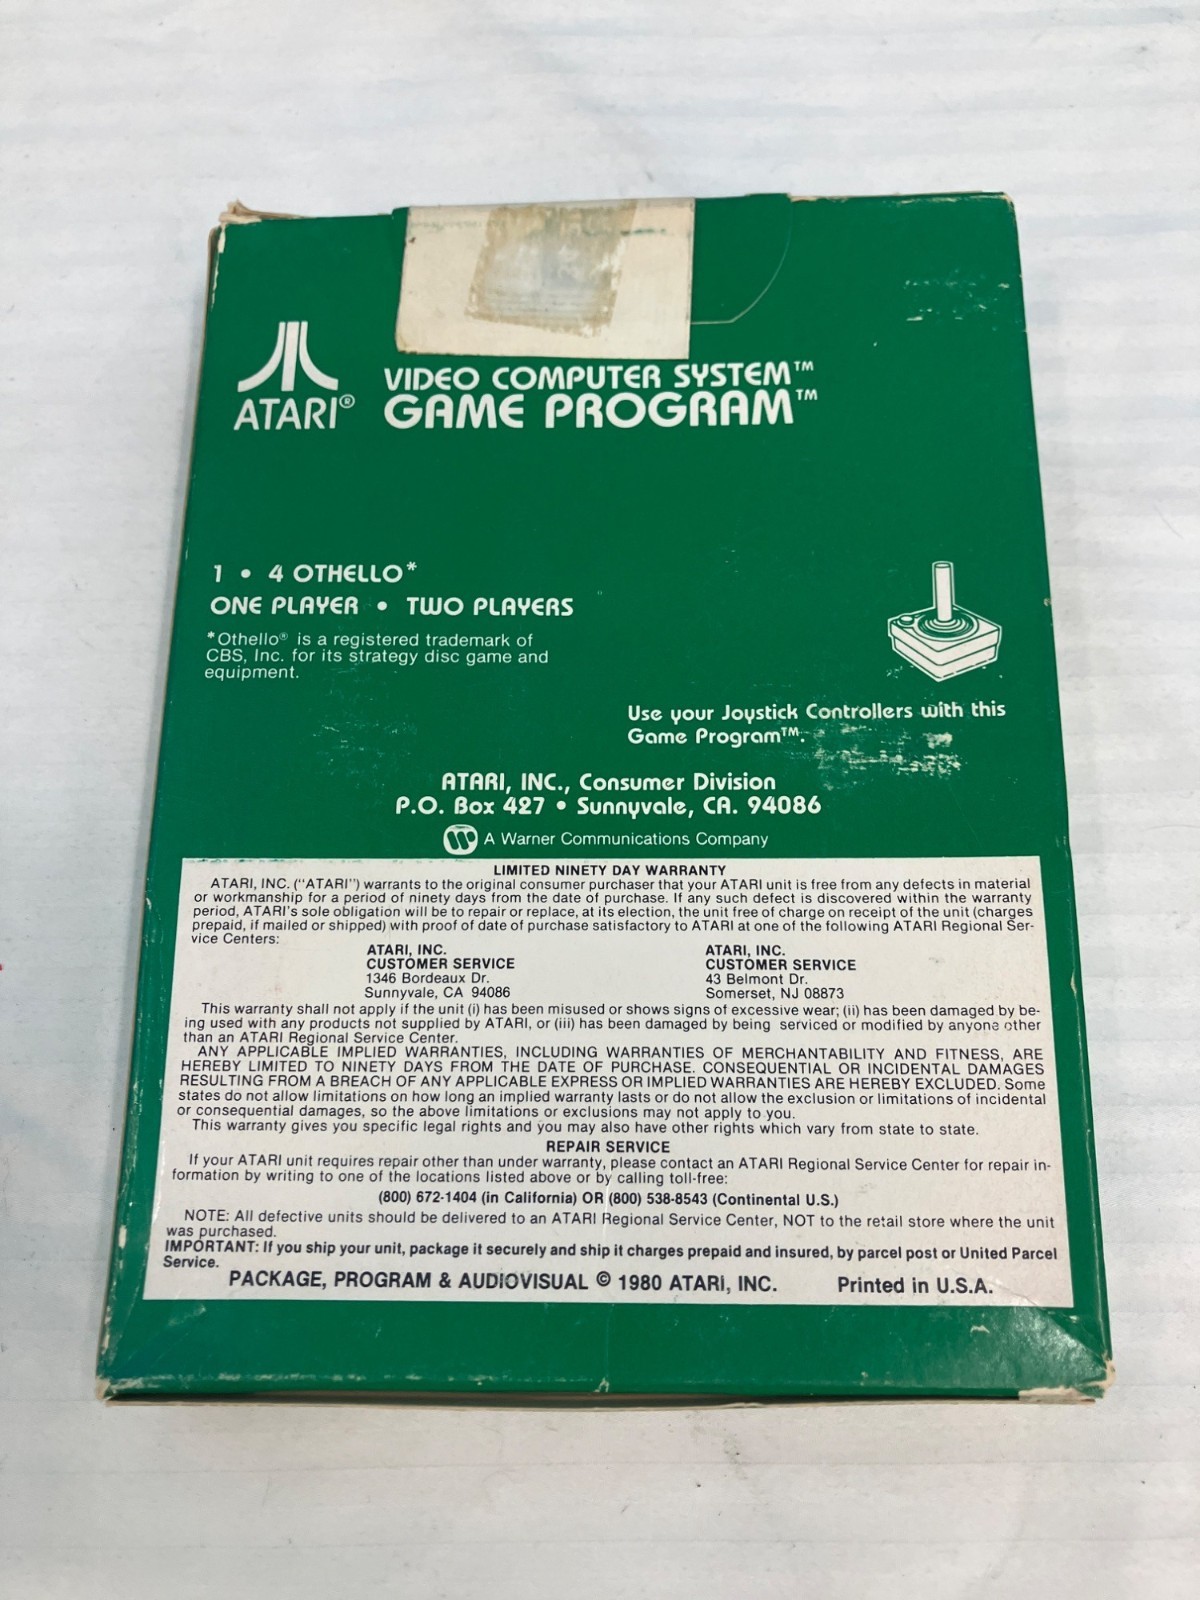 VIDEO COMPUTER SYSTEM™
ATARI® GAME PROGRAM™
1 • 4 OTHELLO*
ONE PLAYER • TWO PLAYERS
*Othello® is a registered trademark of
CBS, Inc. for its strategy disc game and
equipment.
Use your Joystick Controllers with this
Game Program™.
ATARI, INC., Consumer Division
P.O. Box 427 • Sunnyvale, CA. 94086
A Warner Communications Company
LIMITED NINETY DAY WARRANTY
ATARI, INC. ("ATARI") warrants to the original consumer purchaser that your ATARI unit is free from any defects in material
or workmanship for a period of ninety days from the date of purchase. If any such defect is discovered within the warranty
period, ATARI's sole obligation will be to repair or replace, at its election, the unit free of charge on receipt of the unit (charges
prepaid, if mailed or shipped) with proof of date of purchase satisfactory to ATARI at one of the following ATARI Regional Ser-
vice Centers:
ATARI, INC.
CUSTOMER SERVICE
1346 Bordeaux Dr.
Sunnyvale, CA 94086
ATARI, INC.
CUSTOMER SERVICE
43 Belmont Dr.
Somerset, NJ 08873
This warranty shall not apply if the unit (i) has been misused or shows signs of excessive wear; (ii) has been damaged by be-
ing used with any products not supplied by ATARI, or (iii) has been damaged by being serviced or modified by anyone other
than an ATARI Regional Service Center.
ANY APPLICABLE IMPLIED WARRANTIES, INCLUDING WARRANTIES OF MERCHANTABILITY AND FITNESS, ARE
HEREBY LIMITED TO NINETY DAYS FROM THE DATE OF PURCHASE. CONSEQUENTIAL OR INCIDENTAL DAMAGES
RESULTING FROM A BREACH OF ANY APPLICABLE EXPRESS OR IMPLIED WARRANTIES ARE HEREBY EXCLUDED. Some
states do not allow limitations on how long an implied warranty lasts or do not allow the exclusion or limitations of incidental
or consequential damages, so the above limitations or exclusions may not apply to you.
This warranty gives you specific legal rights and you may also have other rights which vary from state to state.
REPAIR SERVICE
If your ATARI unit requires repair other than under warranty, please contact an ATARI Regional Service Center for repair in-
formation by writing to one of the locations listed above or by calling toll-free:
(800) 672-1404 (in California) OR (800) 538-8543 (Continental U.S.)
NOTE: All defective units should be delivered to an ATARI Regional Service Center, NOT to the retail store where the unit
was purchased.
IMPORTANT: If you ship your unit, package it securely and ship it charges prepaid and insured, by parcel post or United Parcel
Service.
PACKAGE, PROGRAM & AUDIOVISUAL © 1980 ATARI, INC. Printed in U.S.A.